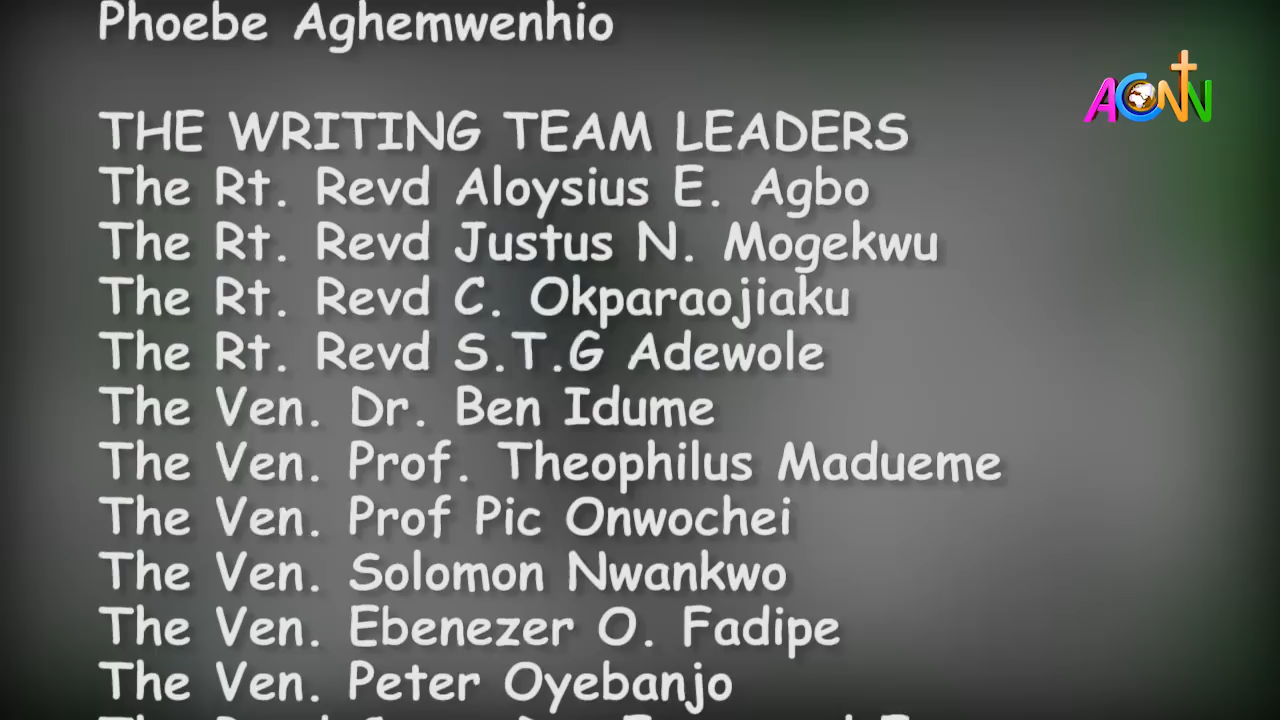 Phoebe Aghemwenhio
ACNN
THE WRITING TEAM LEADERS
The Rt. Revd Aloysius E. Agbo
The Rt. Revd Justus N. Mogekwu
The Rt. Revd C. Okparaojiaku
The Rt. Revd S.T.G Adewole
The Ven. Dr. Ben Idume
The Ven. Prof. Theophilus Madueme
The Ven. Prof Pic Onwochei
The Ven. Solomon Nwankwo
The Ven. Ebenezer O. Fadipe
The Ven. Peter Oyebanjo